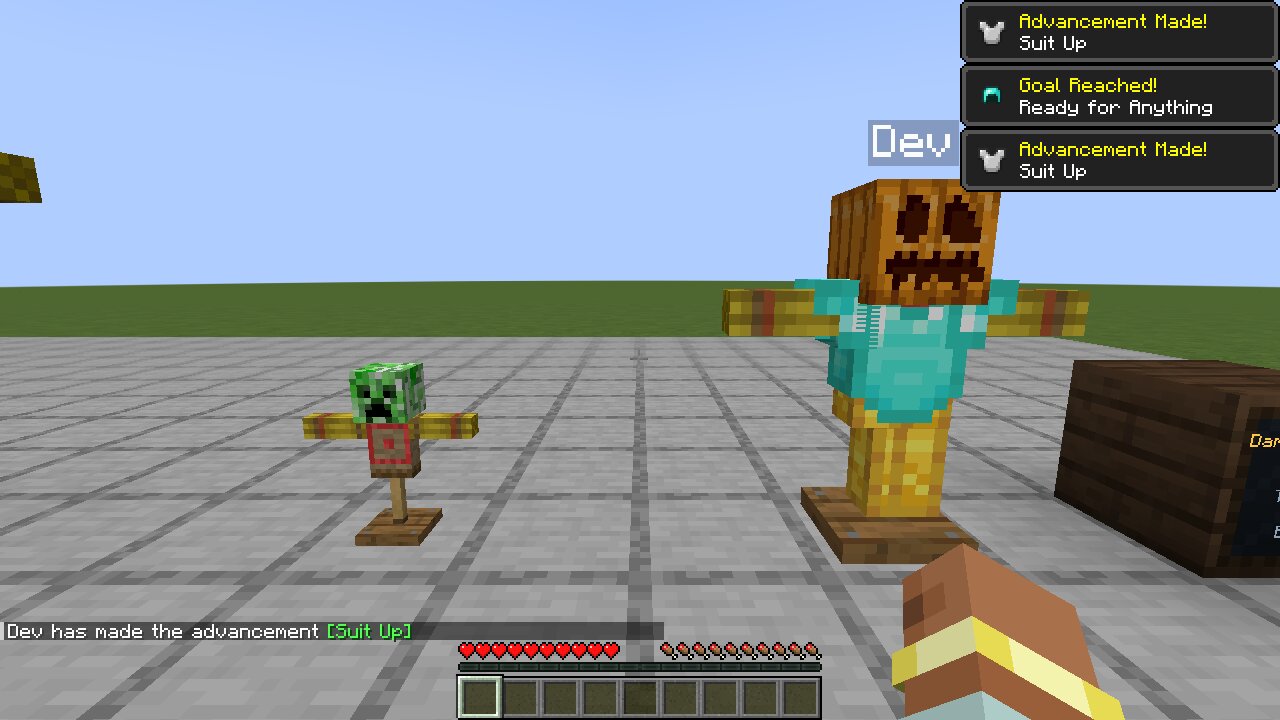 Advancement Made!
Suit Up
Goal Reached!
Ready for Anything
Advancement Made!
Suit Up
Dev
Dev has made the advancement [Suit Up]